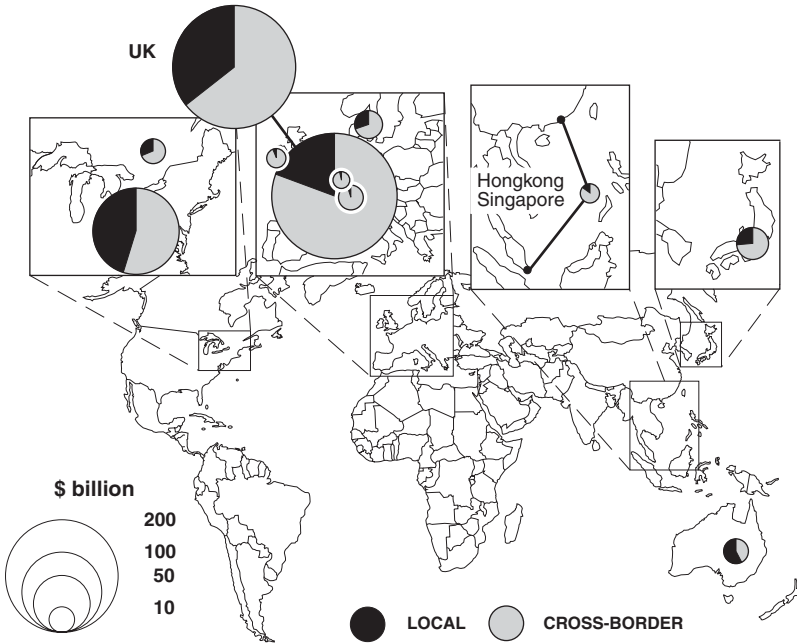 UK
Hongkong
Singapore
$ billion
200
100
50
10
LOCAL
CROSS-BORDER